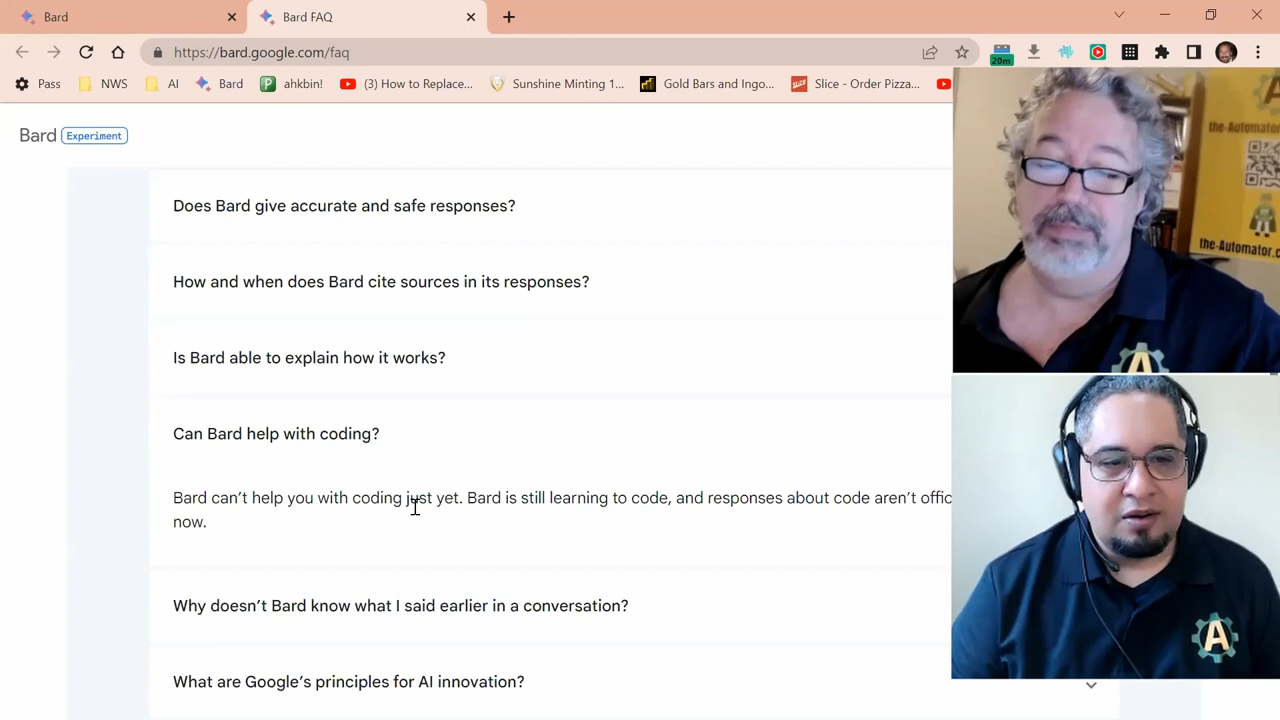 Bard
Bard FAQ
https://bard.google.com/faq
20m
Pass
NWS
AI
Bard
ahkbin!
(3) How to Replace...
Sunshine Minting 1...
Gold Bars and Ingo...
Slice - Order Pizza...
Bard Experiment
Does Bard give accurate and safe responses?
How and when does Bard cite sources in its responses?
Is Bard able to explain how it works?
Can Bard help with coding?
Bard can't help you with coding just yet. Bard is still learning to code, and responses about code aren't offic
now.
Why doesn't Bard know what I said earlier in a conversation?
What are Google's principles for AI innovation?
the-Automator.
the-Automator.c
A
A